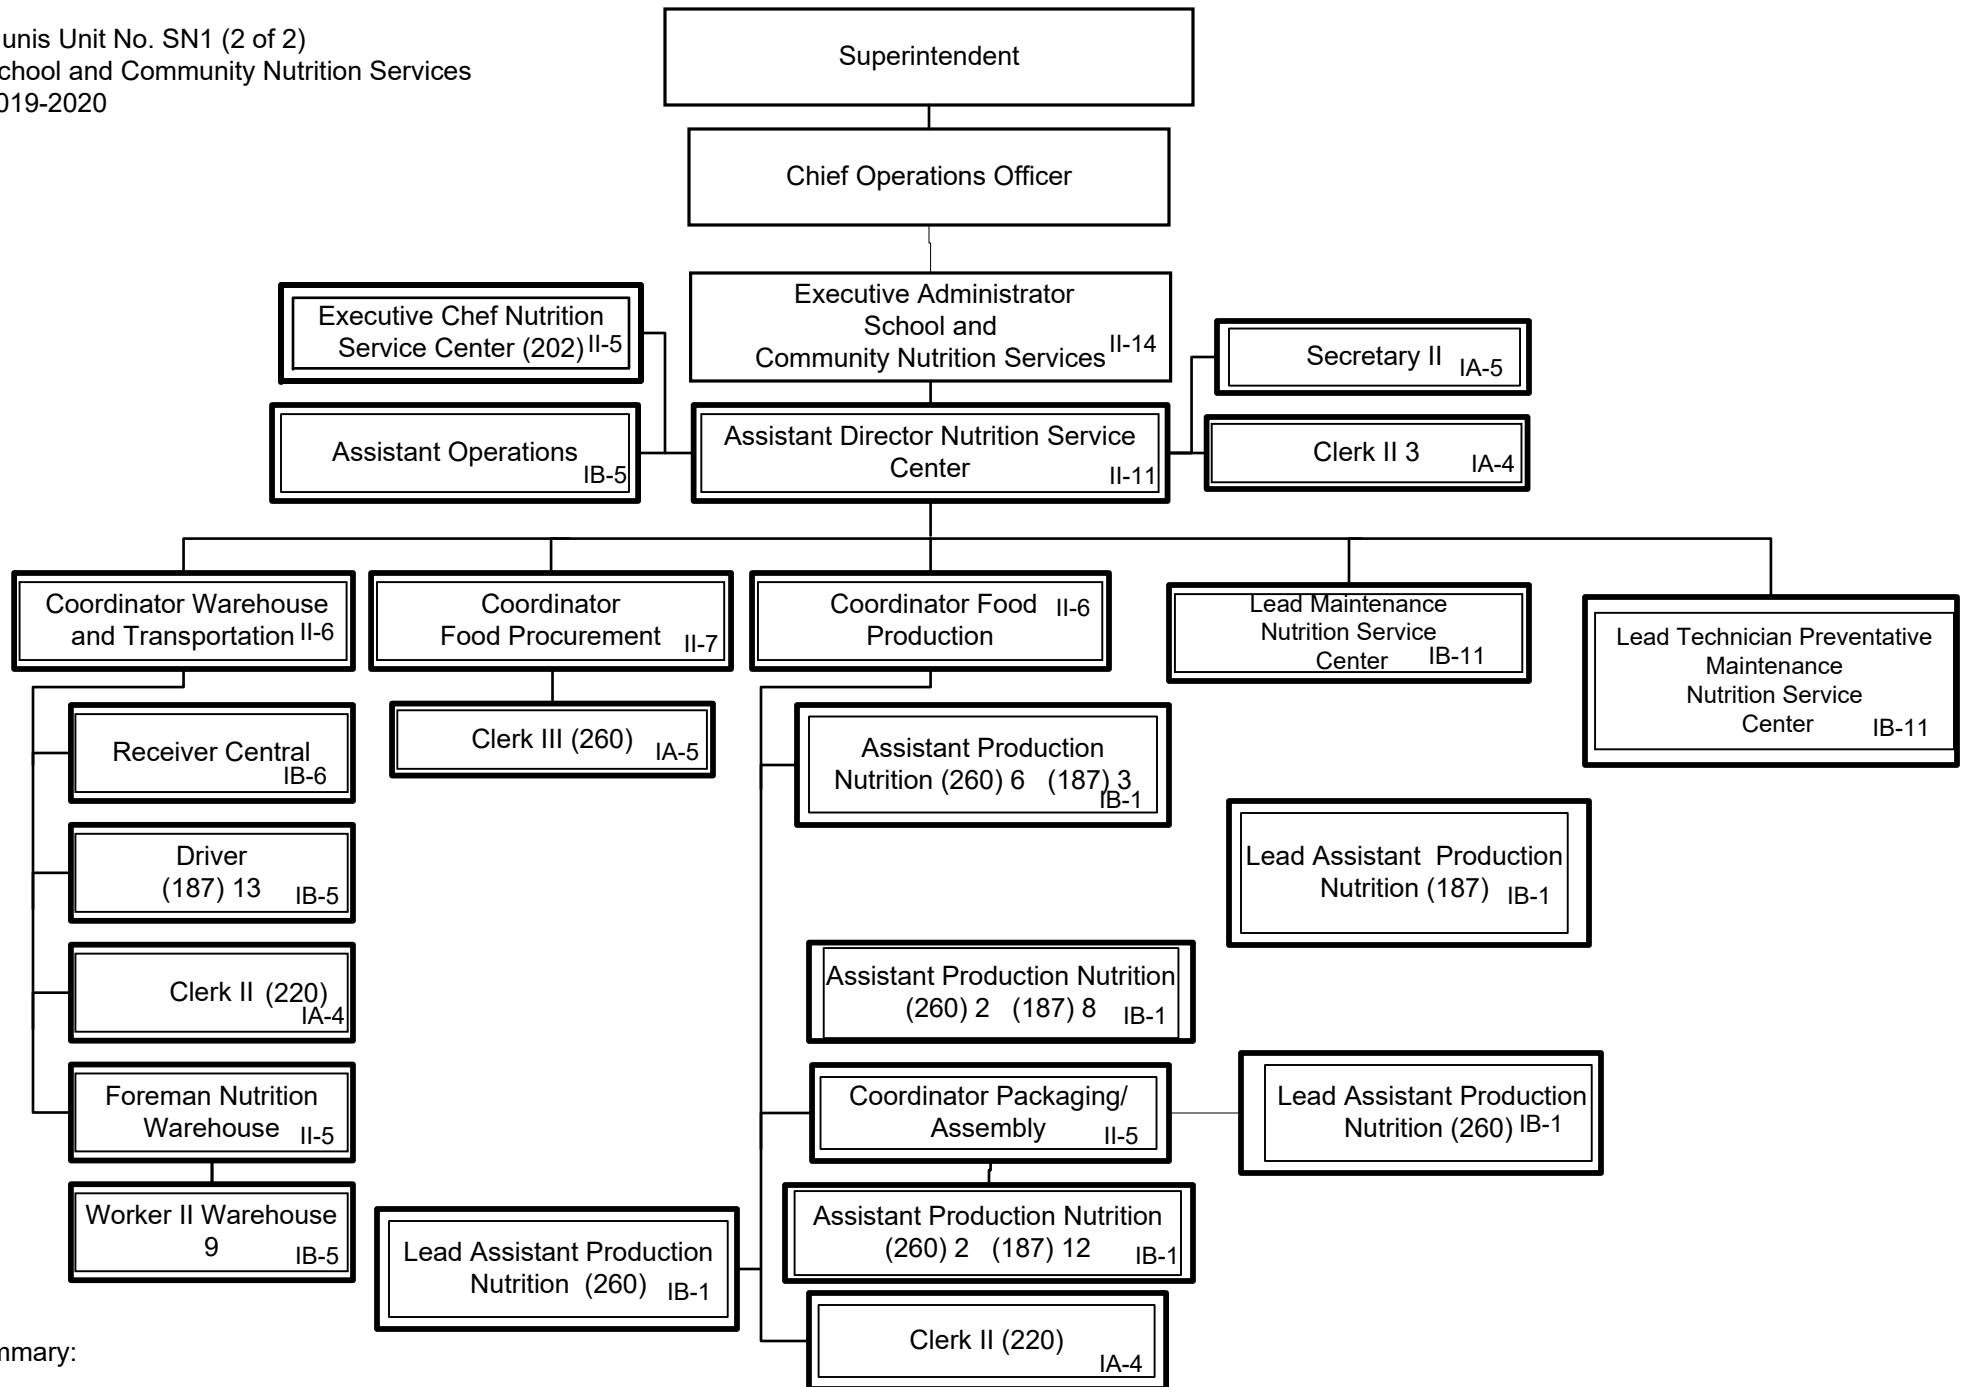 unis Unit No. SN1 (2 of 2)
chool and Community Nutrition Services
019-2020
Superintendent
Chief Operations Officer
Executive Administrator
School and
Community Nutrition Services II-14
Executive Chef Nutrition
Service Center (202) II-5
Secretary II IA-5
Assistant Operations
IB-5
Assistant Director Nutrition Service
Center II-11
Clerk II 3 IA-4
Coordinator Warehouse
and Transportation II-6
Coordinator
Food Procurement II-7
Coordinator Food II-6
Production
Lead Maintenance
Nutrition Service
Center IB-11
Lead Technician Preventative
Maintenance
Nutrition Service
Center IB-11
Receiver Central
IB-6
Clerk III (260) IA-5
Assistant Production
Nutrition (260) 6 (187) 3
IB-1
Driver
(187) 13 IB-5
Lead Assistant Production
Nutrition (187) IB-1
Clerk II (220)
IA-4
Assistant Production Nutrition
(260) 2 (187) 8 IB-1
Foreman Nutrition
Warehouse II-5
Coordinator Packaging/
Assembly II-5
Lead Assistant Production
Nutrition (260) IB-1
Worker II Warehouse
9 IB-5
Lead Assistant Production
Nutrition (260) IB-1
Assistant Production Nutrition
(260) 2 (187) 12 IB-1
Clerk II (220)
IA-4
mmary: